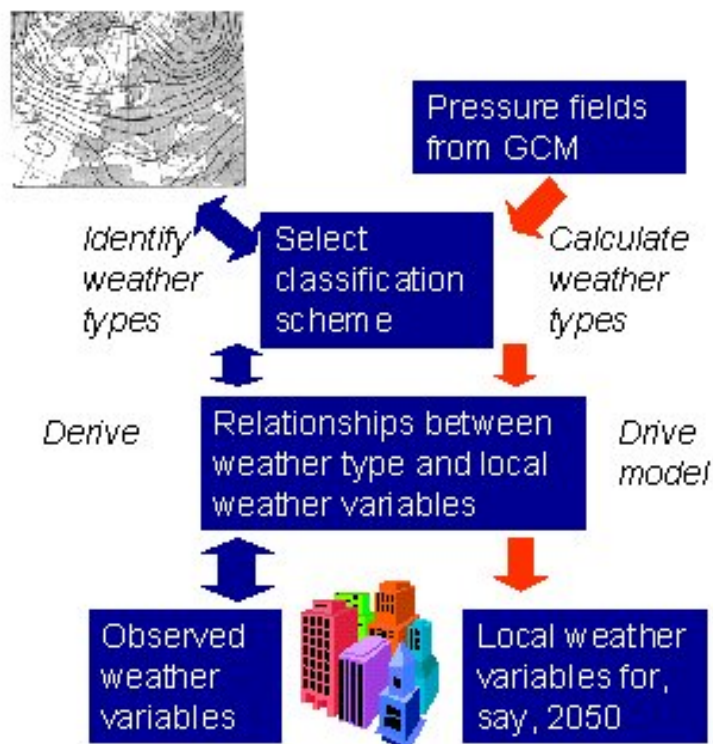 Pressure fields
from GCM
Identify
weather
types
Select
classification
scheme
Calculate
weather
types
Derive
Relationships between
weather type and local
weather variables
Drive
model
Observed
weather
variables
Local weather
variables for,
say, 2050